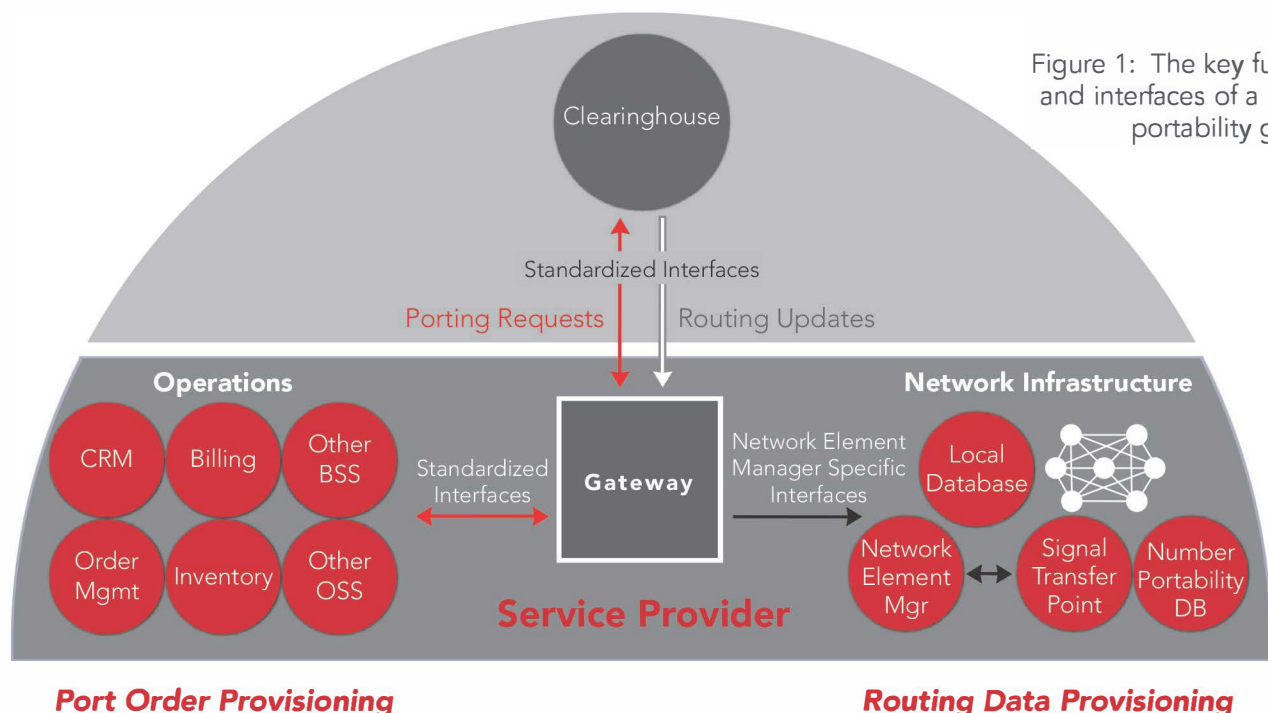 Clearinghouse
Figure 1: The key
and interfaces of a
portability
Standardized Interfaces
Porting Requests
Routing Updates
Operations
CRM
Billing
Other
BSS
Order
Mgmt
Inventory
Other
OSS
Standardized
Interfaces
Gateway
Network Element
Manager Specific
Interfaces
Network Infrastructure
Local
Database
Network
Element
Mgr
Signal
Transfer
Point
Number
Portability
DB
Service Provider
Port Order Provisioning
Routing Data Provisioning